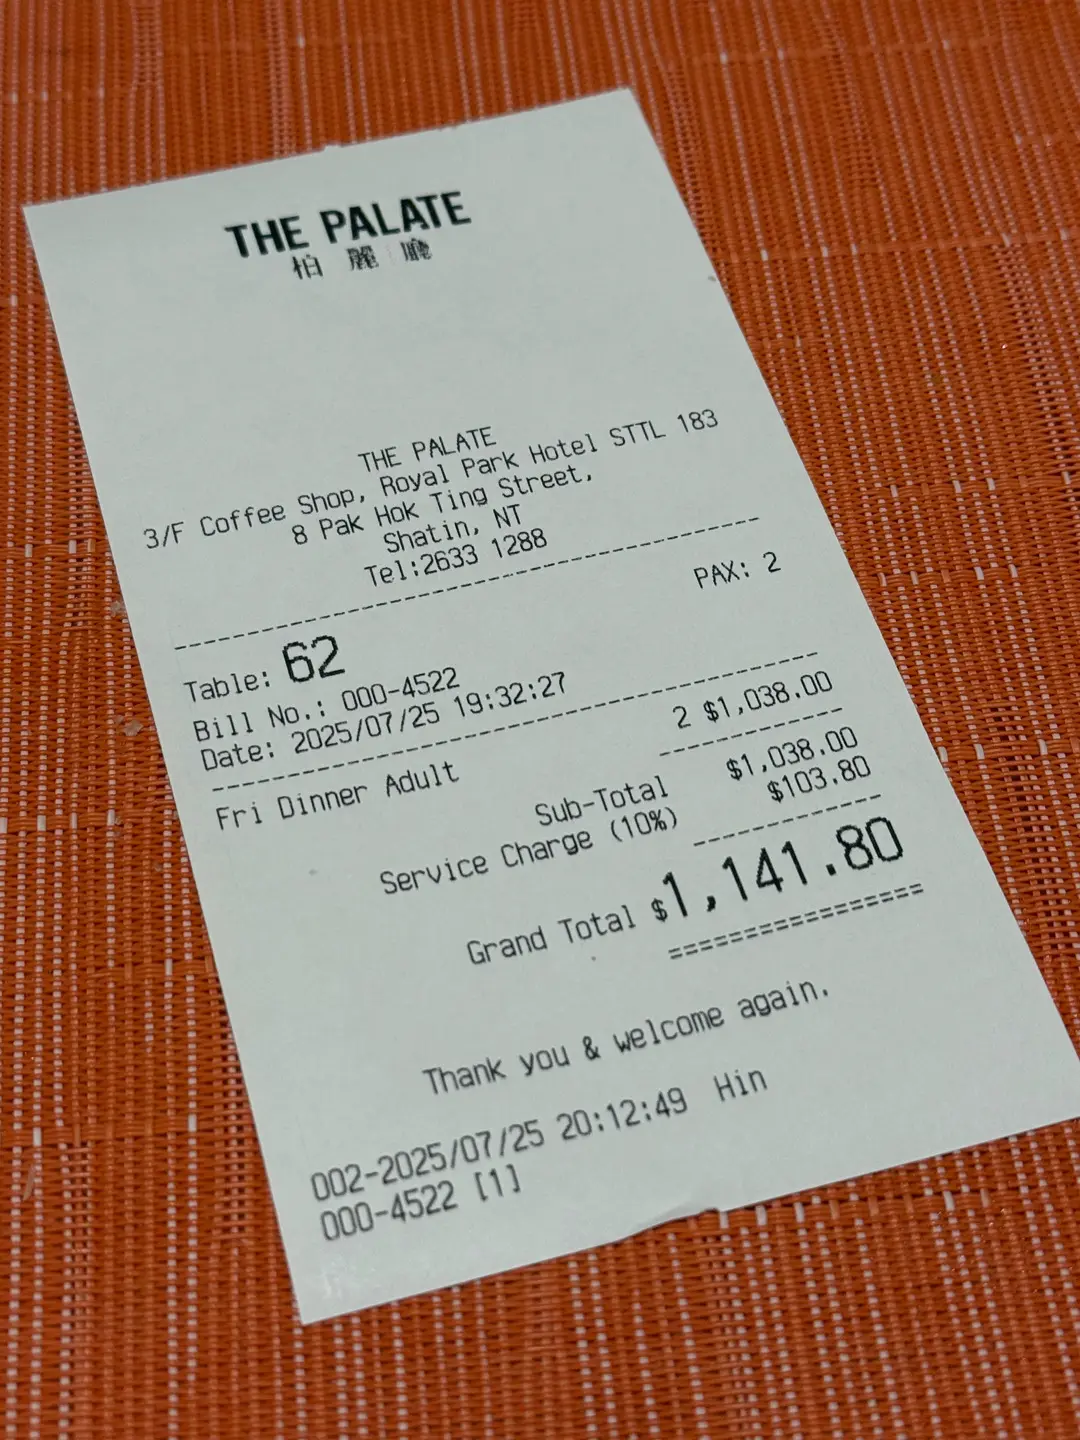 THE PALATE
柏麗廳
THE PALATE
3/F Coffee Shop, Royal Park Hotel STTL 183
8 Pak Hok Ting Street,
Shatin, NT
Tel:2633 1288
PAX: 2
Table: 62
Bill No.: 000-4522
Date: 2025/07/25 19:32:27
Fri Dinner Adult 2 $1,038.00
Sub-Total $1,038.00
Service Charge (10%) $103.80
Grand Total $1,141.80
Thank you & welcome again.
002-2025/07/25 20:12:49 Hin
000-4522 [1]